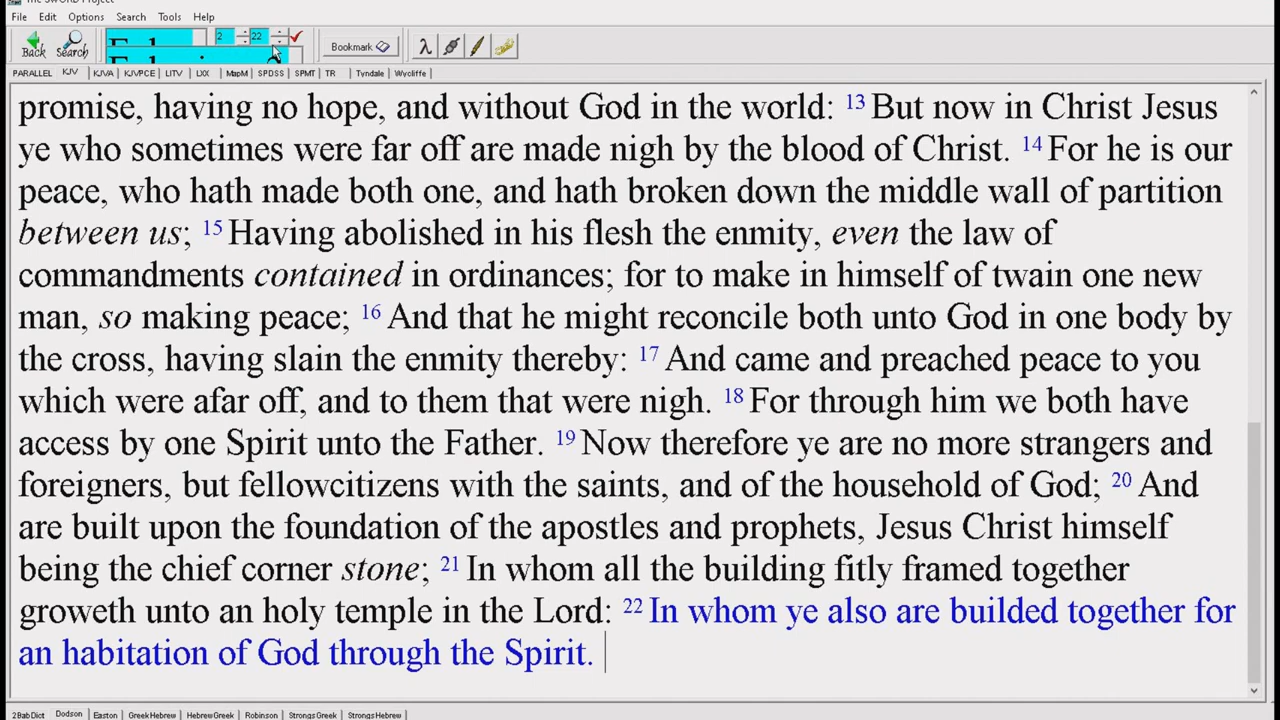 The SWORD Project
File Edit Options Search Tools Help
Back Search 2 22 Bookmark λ
PARALLEL KJV KJVA KJVPCE LITV LXX MapM SPDSS SPMT TR Tyndale Wycliffe
promise, having no hope, and without God in the world: 13 But now in Christ Jesus
ye who sometimes were far off are made nigh by the blood of Christ. 14 For he is our
peace, who hath made both one, and hath broken down the middle wall of partition
between us; 15 Having abolished in his flesh the enmity, even the law of
commandments contained in ordinances; for to make in himself of twain one new
man, so making peace; 16 And that he might reconcile both unto God in one body by
the cross, having slain the enmity thereby: 17 And came and preached peace to you
which were afar off, and to them that were nigh. 18 For through him we both have
access by one Spirit unto the Father. 19 Now therefore ye are no more strangers and
foreigners, but fellowcitizens with the saints, and of the household of God; 20 And
are built upon the foundation of the apostles and prophets, Jesus Christ himself
being the chief corner stone; 21 In whom all the building fitly framed together
groweth unto an holy temple in the Lord: 22 In whom ye also are builded together for
an habitation of God through the Spirit.
2BabDict Dodson Easton GreekHebrew HebrewGreek Robinson StrongsGreek StrongsHebrew